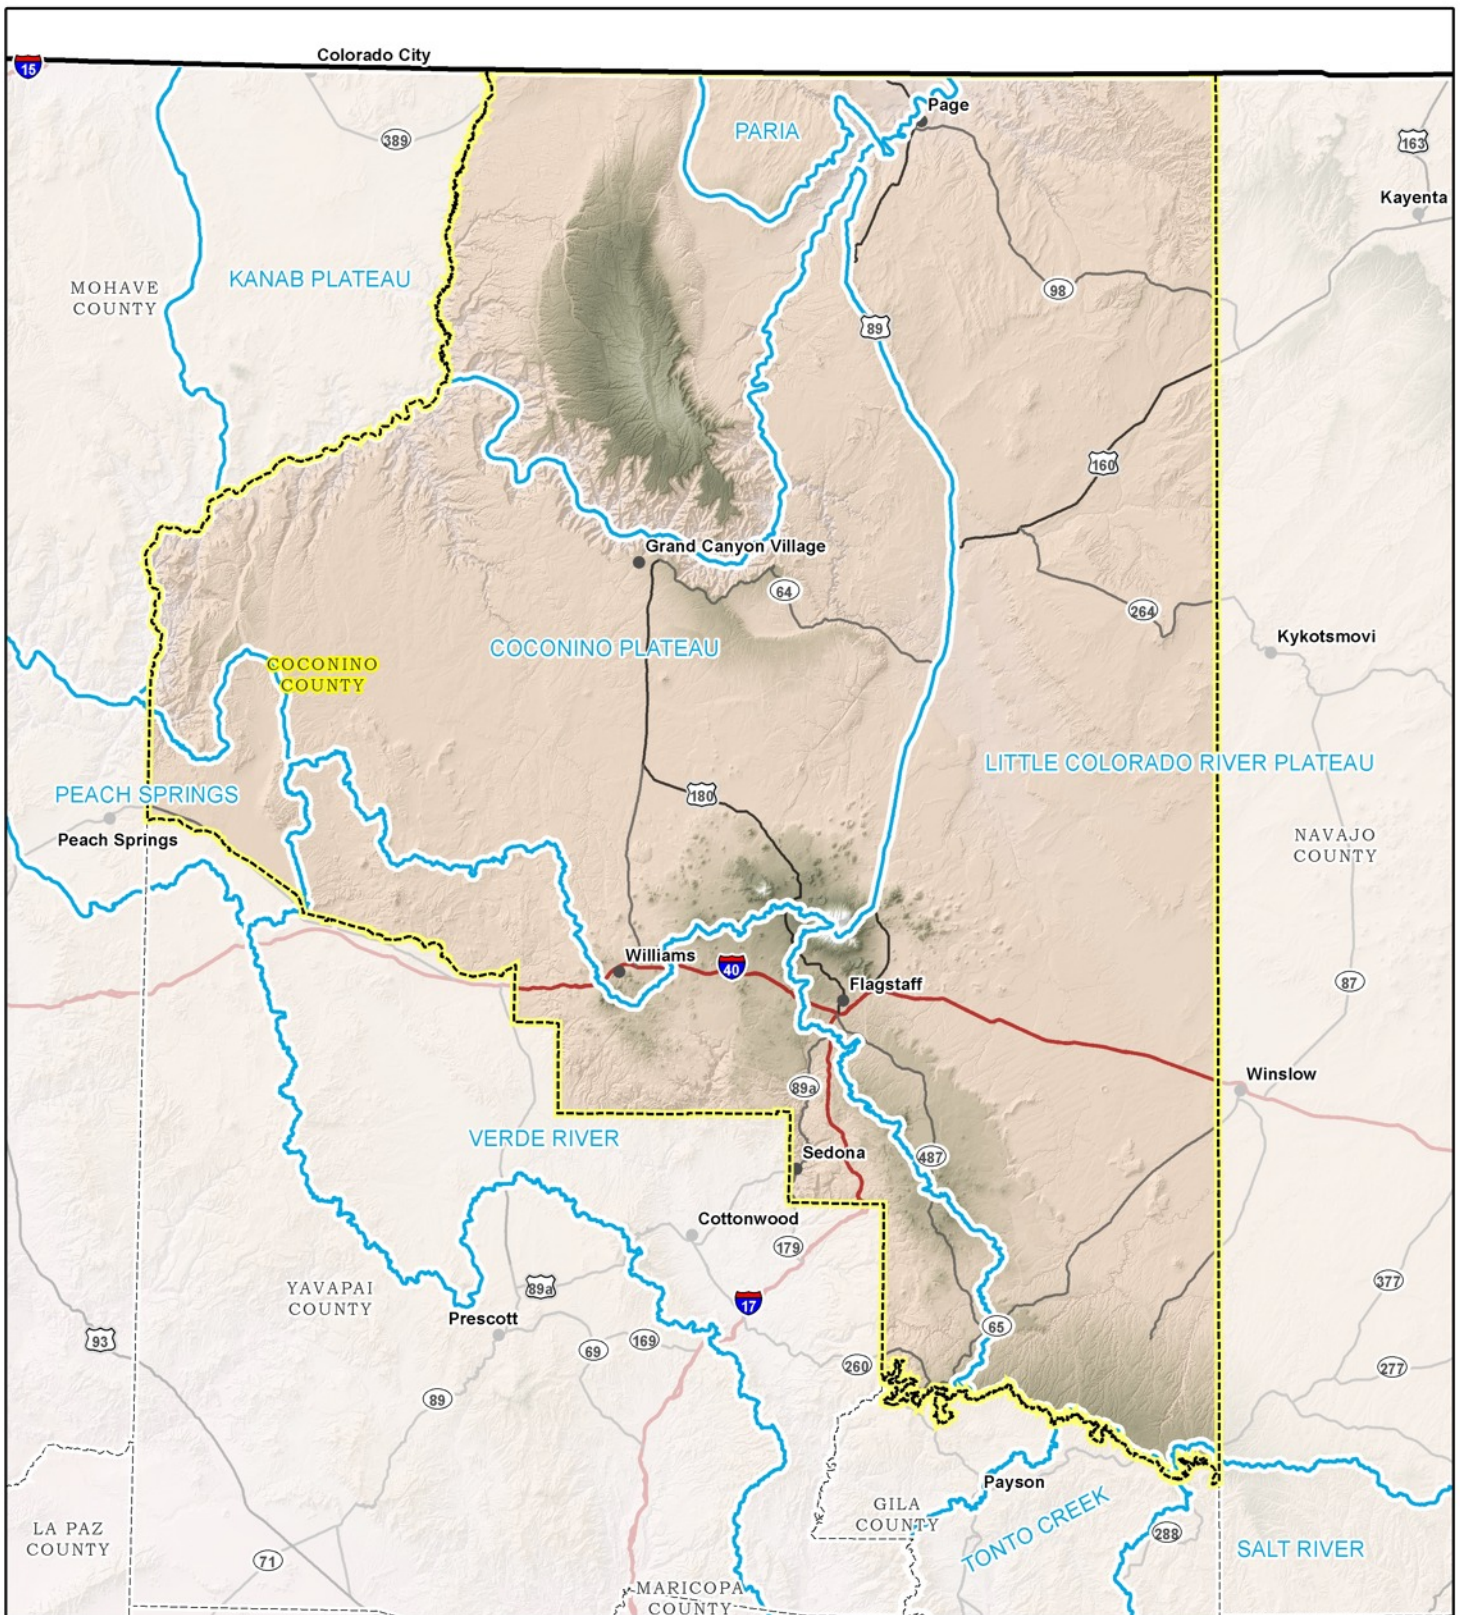 Colorado City
15
Page
PARIA
389
163
Kayenta
KANAB PLATEAU
MOHAVE
COUNTY
98
89
160
Grand Canyon Village
64
264
Kykotsmovi
COCONINO PLATEAU
COCONINO
COUNTY
LITTLE COLORADO RIVER PLATEAU
PEACH SPRINGS
180
Peach Springs
NAVAJO
COUNTY
Williams
40
Flagstaff
87
Winslow
89a
VERDE RIVER
Sedona
487
Cottonwood
179
YAVAPAI
COUNTY
89a
377
17
Prescott
93
69
169
65
260
277
89
Payson
GILA
COUNTY
TONTO CREEK
288
LA PAZ
COUNTY
SALT RIVER
71
MARICOPA
COUNTY